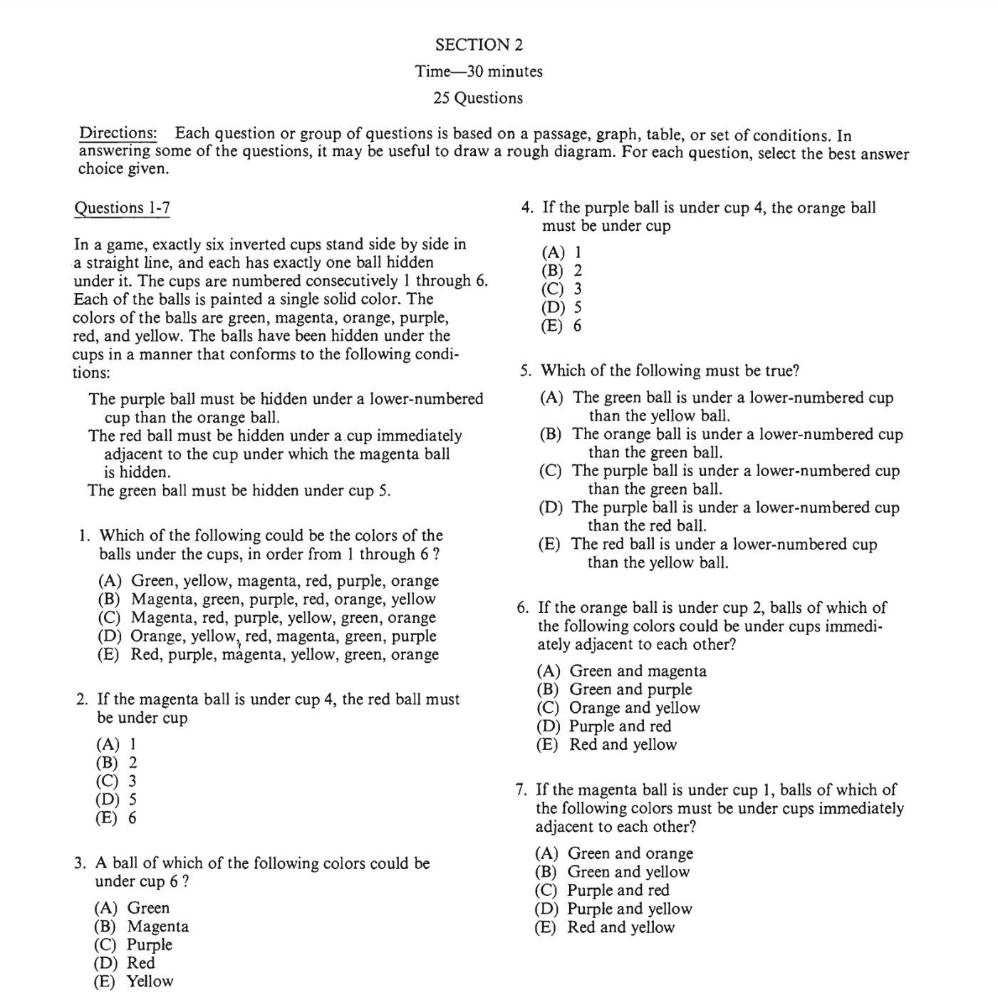 SECTION 2
Time—30 minutes
25 Questions
Directions: Each question or group of questions is based on a passage, graph, table, or set of conditions. In
answering some of the questions, it may be useful to draw a rough diagram. For each question, select the best answer
choice given.
Questions 1-7
In a game, exactly six inverted cups stand side by side in
a straight line, and each has exactly one ball hidden
under it. The cups are numbered consecutively 1 through 6.
Each of the balls is painted a single solid color. The
colors of the balls are green, magenta, orange, purple,
red, and yellow. The balls have been hidden under the
cups in a manner that conforms to the following condi-
tions:
The purple ball must be hidden under a lower-numbered
cup than the orange ball.
The red ball must be hidden under a cup immediately
adjacent to the cup under which the magenta ball
is hidden.
The green ball must be hidden under cup 5.
1. Which of the following could be the colors of the
balls under the cups, in order from 1 through 6 ?
(A) Green, yellow, magenta, red, purple, orange
(B) Magenta, green, purple, red, orange, yellow
(C) Magenta, red, purple, yellow, green, orange
(D) Orange, yellow, red, magenta, green, purple
(E) Red, purple, magenta, yellow, green, orange
2. If the magenta ball is under cup 4, the red ball must
be under cup
(A) 1
(B) 2
(C) 3
(D) 5
(E) 6
3. A ball of which of the following colors could be
under cup 6 ?
(A) Green
(B) Magenta
(C) Purple
(D) Red
(E) Yellow
4. If the purple ball is under cup 4, the orange ball
must be under cup
(A) 1
(B) 2
(C) 3
(D) 5
(E) 6
5. Which of the following must be true?
(A) The green ball is under a lower-numbered cup
than the yellow ball.
(B) The orange ball is under a lower-numbered cup
than the green ball.
(C) The purple ball is under a lower-numbered cup
than the green ball.
(D) The purple ball is under a lower-numbered cup
than the red ball.
(E) The red ball is under a lower-numbered cup
than the yellow ball.
6. If the orange ball is under cup 2, balls of which of
the following colors could be under cups immedi-
ately adjacent to each other?
(A) Green and magenta
(B) Green and purple
(C) Orange and yellow
(D) Purple and red
(E) Red and yellow
7. If the magenta ball is under cup 1, balls of which of
the following colors must be under cups immediately
adjacent to each other?
(A) Green and orange
(B) Green and yellow
(C) Purple and red
(D) Purple and yellow
(E) Red and yellow